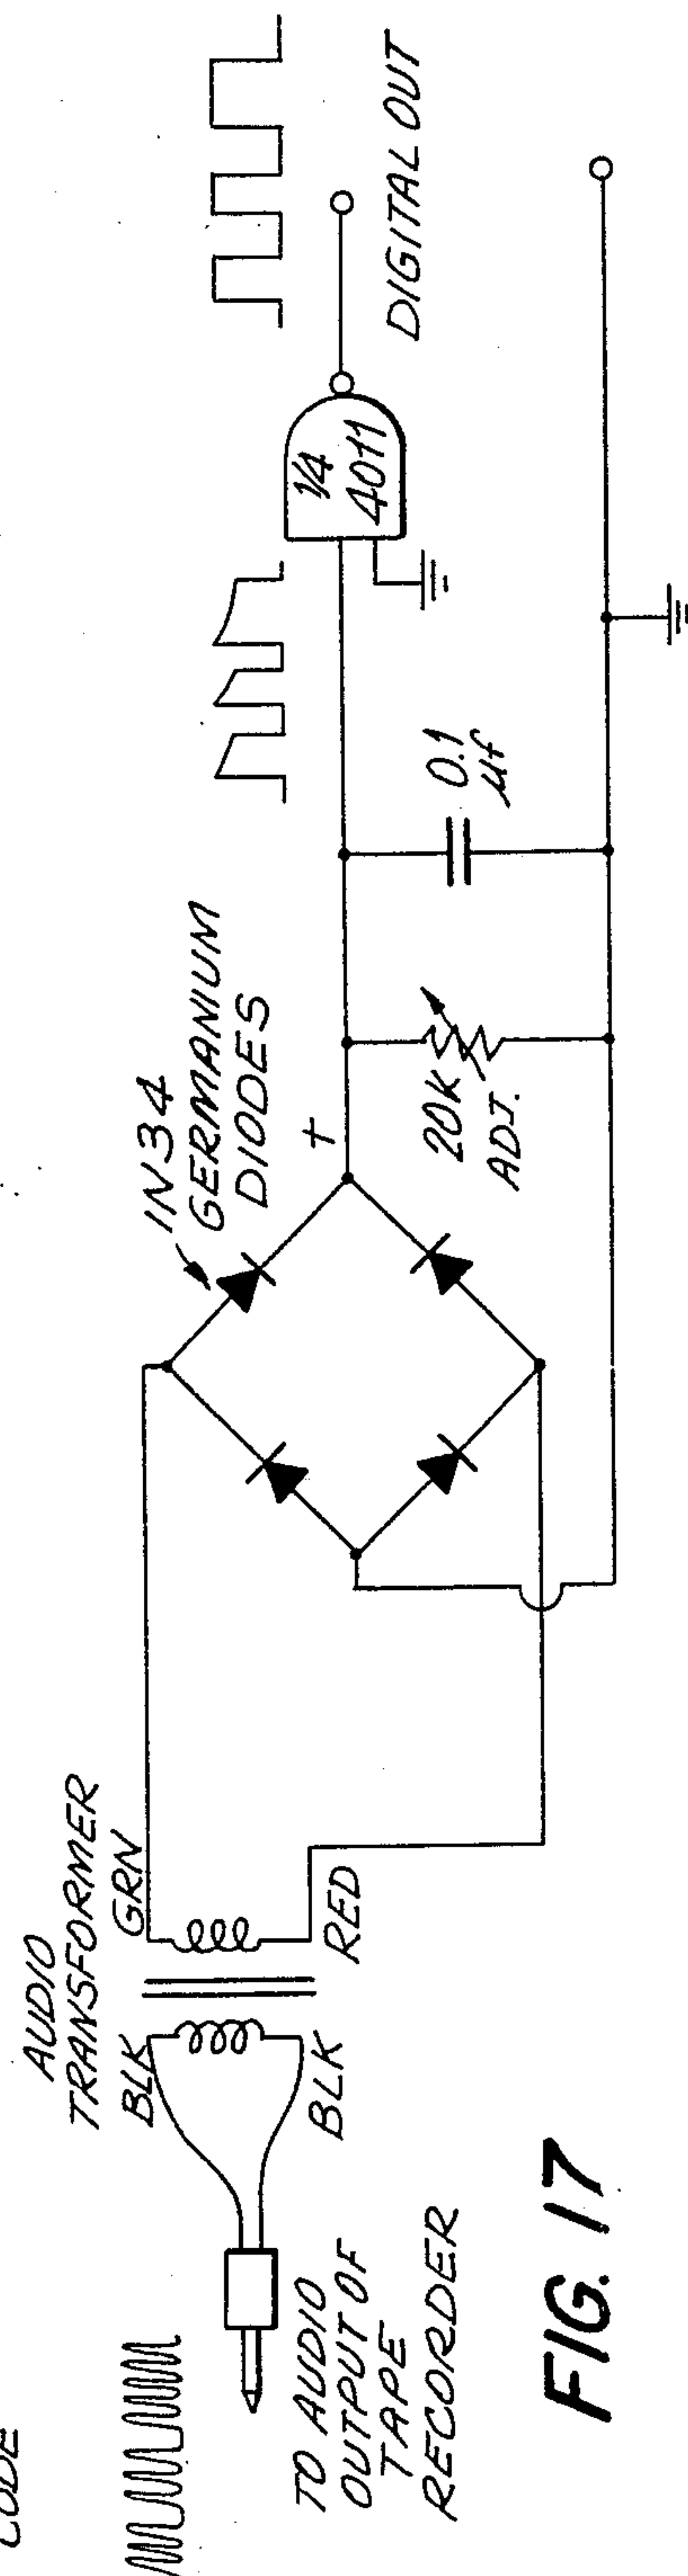 CODE
TO AUDIO
OUTPUT OF
TAPE
RECORDER
AUDIO
TRANSFORMER
BLK
GRN
BLK
RED
1N34
GERMANIUM
DIODES
+
20K
ADJ.
0.1
µf
1/4
4011
DIGITAL OUT
FIG. 17